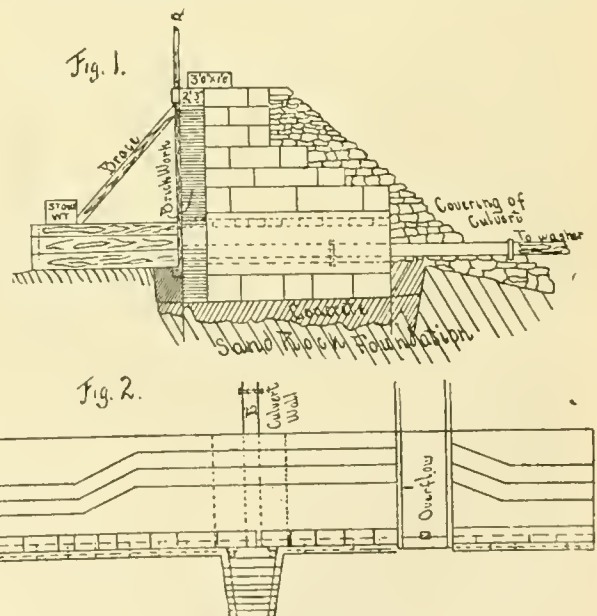 Fig. 1.
3'0"x1'0"
2'3"
Brace
Brick Work
STONE
WT
Covering of
Culvert
To washer
Concrete
Sand Rock Foundation
Fig. 2.
Culvert
Wall
Overflow